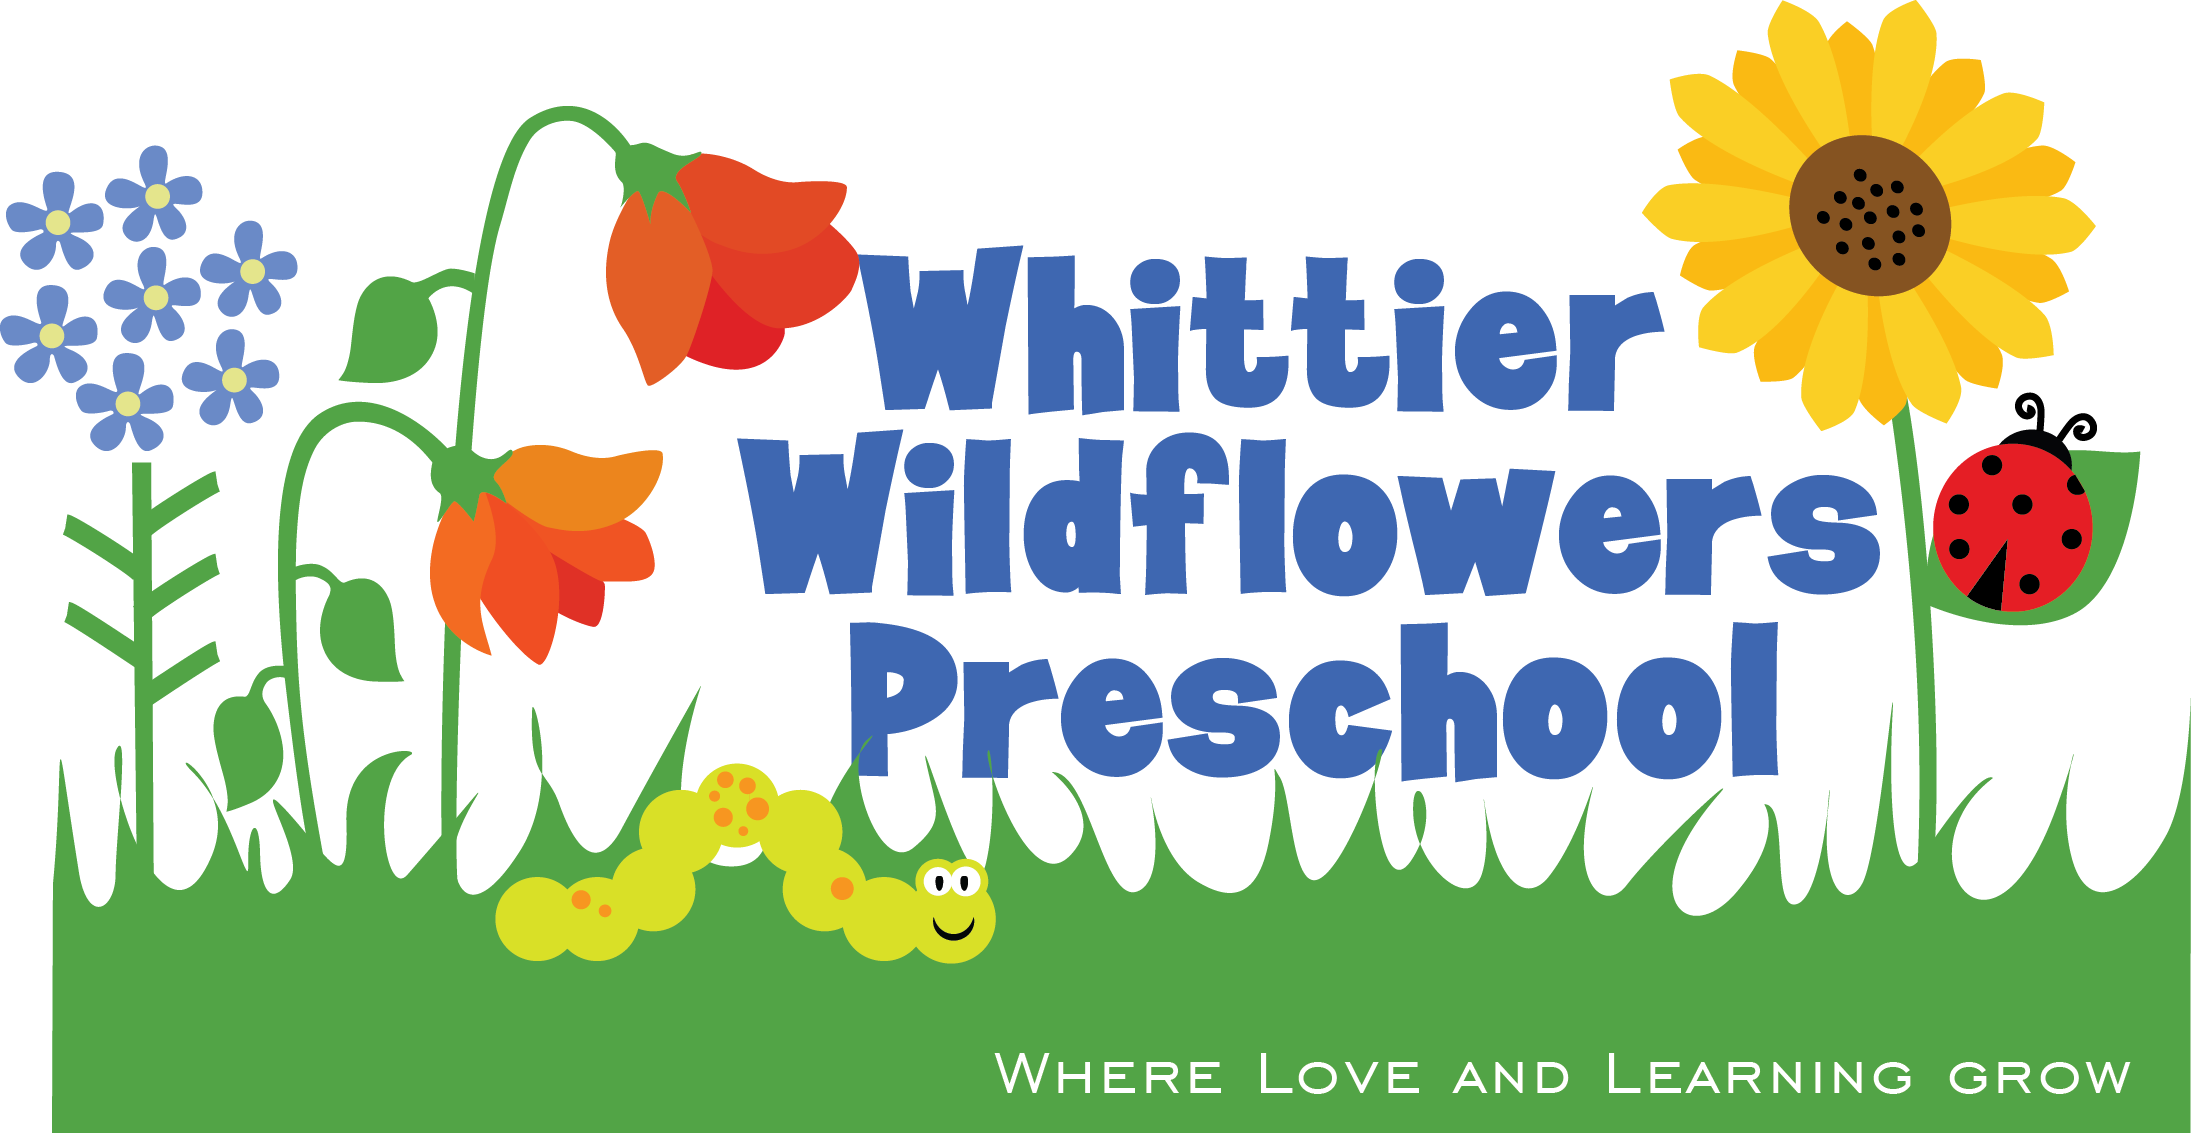 Whittier
Wildflowers
Preschool
Where Love and Learning grow